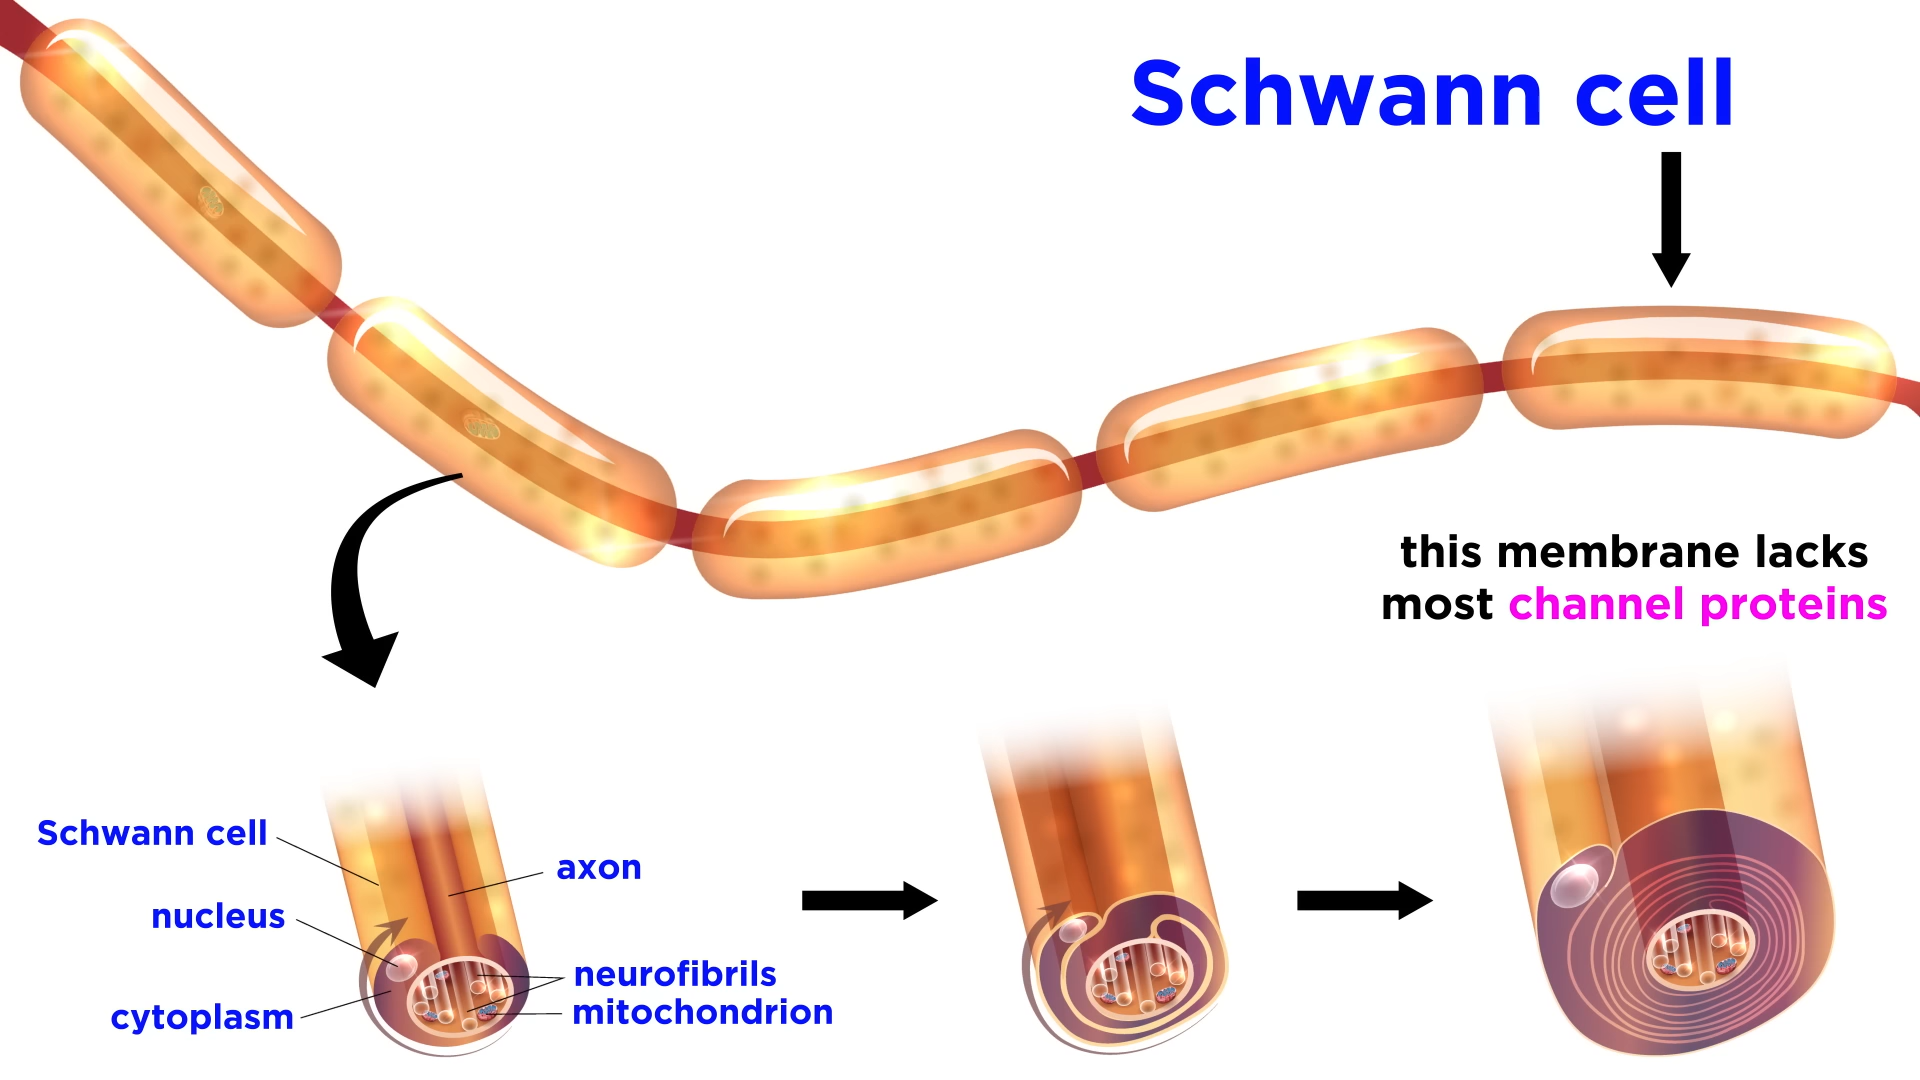 Schwann cell
this membrane lacks
most channel proteins
Schwann cell
axon
nucleus
neurofibrils
mitochondrion
cytoplasm